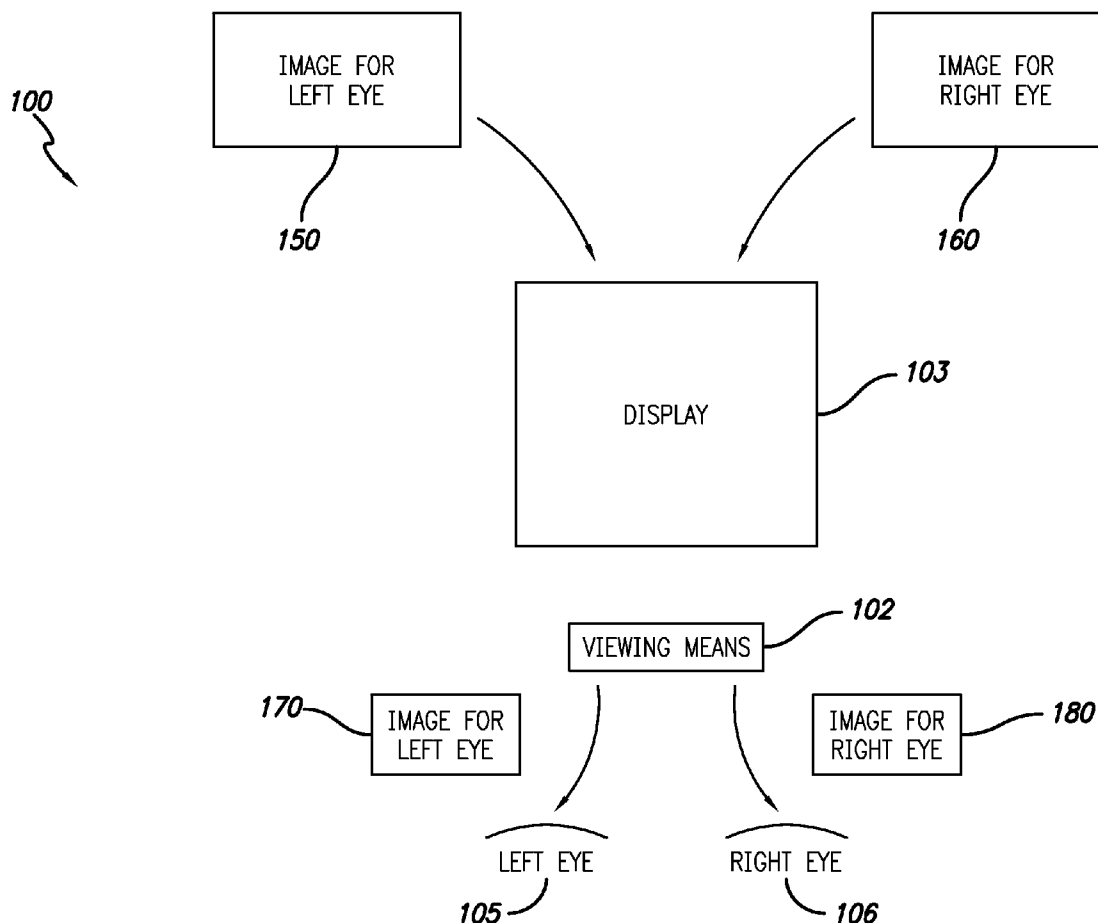 IMAGE FOR
LEFT EYE
IMAGE FOR
RIGHT EYE
100
150
160
103
DISPLAY
102
VIEWING MEANS
170
IMAGE FOR
LEFT EYE
IMAGE FOR
RIGHT EYE
180
LEFT EYE
RIGHT EYE
105
106